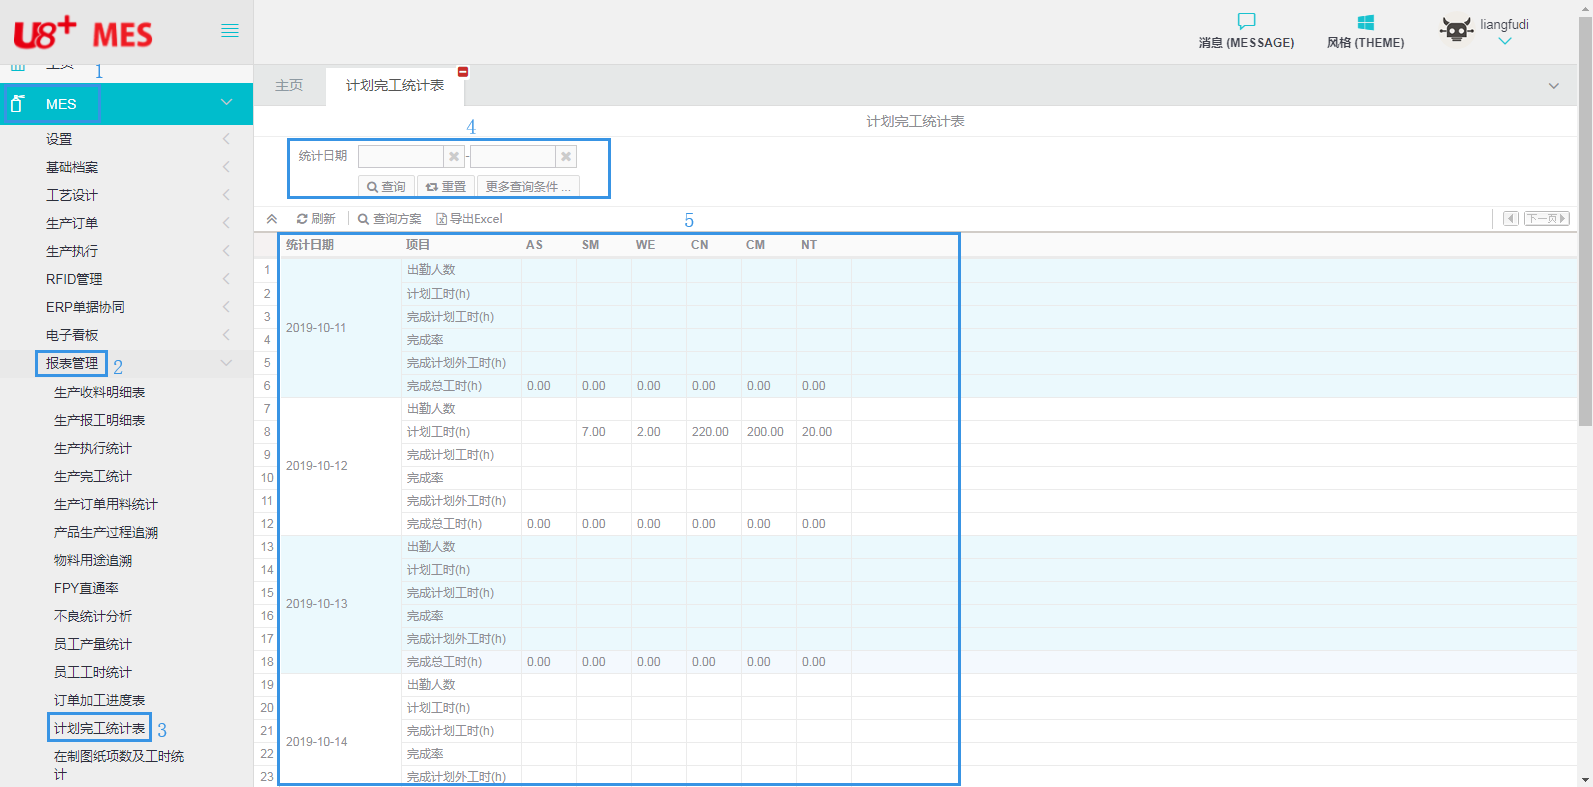 U8+ MES
消息 (MESSAGE)
风格 (THEME)
liangfudi
主页
1
MES
设置
基础档案
工艺设计
生产订单
生产执行
RFID管理
ERP单据协同
电子看板
报表管理
2
生产收料明细表
生产报工明细表
生产执行统计
生产完工统计
生产订单用料统计
产品生产过程追溯
物料用途追溯
FPY直通率
不良统计分析
员工产量统计
员工工时统计
订单加工进度表
计划完工统计表
3
在制图纸项数及工时统
计
主页
计划完工统计表
计划完工统计表
4
统计日期 -
查询 重置 更多查询条件 ...
刷新 查询方案 导出Excel
5
下一页
统计日期 项目 AS SM WE CN CM NT
1 出勤人数
2 计划工时(h)
3 完成计划工时(h)
2019-10-11
4 完成率
5 完成计划外工时(h)
6 完成总工时(h) 0.00 0.00 0.00 0.00 0.00 0.00
7 出勤人数
8 计划工时(h) 7.00 2.00 220.00 200.00 20.00
9 完成计划工时(h)
2019-10-12
10 完成率
11 完成计划外工时(h)
12 完成总工时(h) 0.00 0.00 0.00 0.00 0.00 0.00
13 出勤人数
14 计划工时(h)
15 完成计划工时(h)
2019-10-13
16 完成率
17 完成计划外工时(h)
18 完成总工时(h) 0.00 0.00 0.00 0.00 0.00 0.00
19 出勤人数
20 计划工时(h)
21 完成计划工时(h)
2019-10-14
22 完成率
23 完成计划外工时(h)